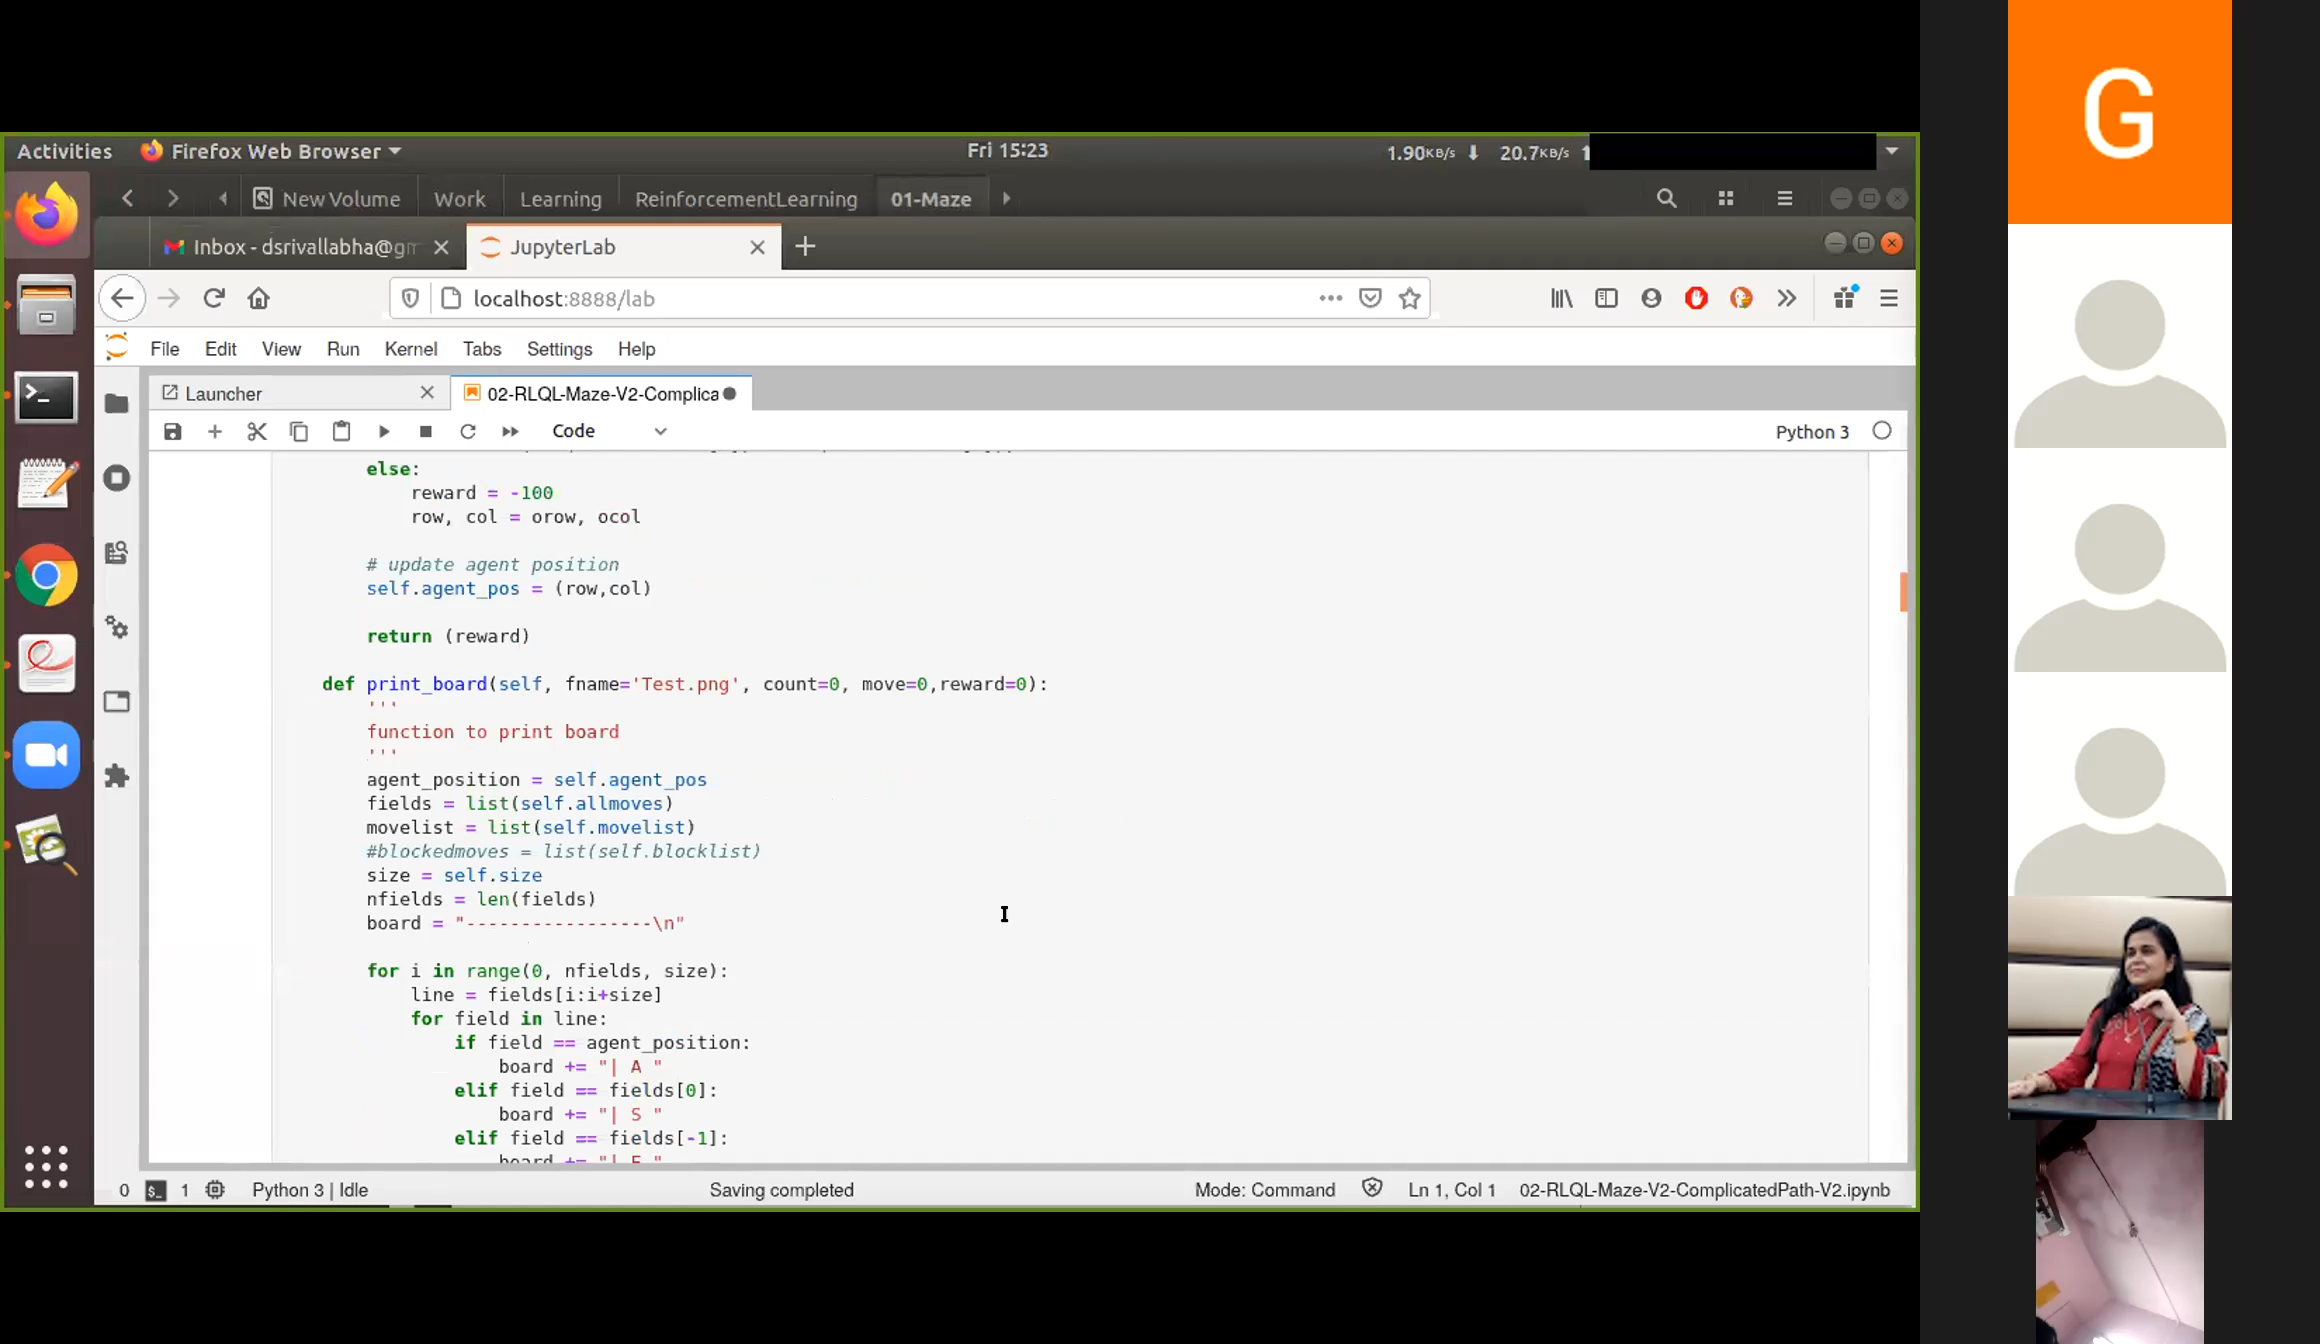 G
Activities Firefox Web Browser Fri 15:23 1.90KB/s 20.7KB/s
New Volume Work Learning ReinforcementLearning 01-Maze
Inbox - dsrivallabha@gm JupyterLab
localhost:8888/lab
File Edit View Run Kernel Tabs Settings Help
Launcher 02-RLQL-Maze-V2-Complica
Code Python 3
else:
reward = -100
row, col = orow, ocol
# update agent position
self.agent_pos = (row,col)
return (reward)
def print_board(self, fname='Test.png', count=0, move=0,reward=0):
'''
function to print board
'''
agent_position = self.agent_pos
fields = list(self.allmoves)
movelist = list(self.movelist)
#blockedmoves = list(self.blocklist)
size = self.size
nfields = len(fields)
board = "-----------------\n"
for i in range(0, nfields, size):
line = fields[i:i+size]
for field in line:
if field == agent_position:
board += "| A "
elif field == fields[0]:
board += "| S "
elif field == fields[-1]:
0 1 Python 3 | Idle Saving completed Mode: Command Ln 1, Col 1 02-RLQL-Maze-V2-ComplicatedPath-V2.ipynb